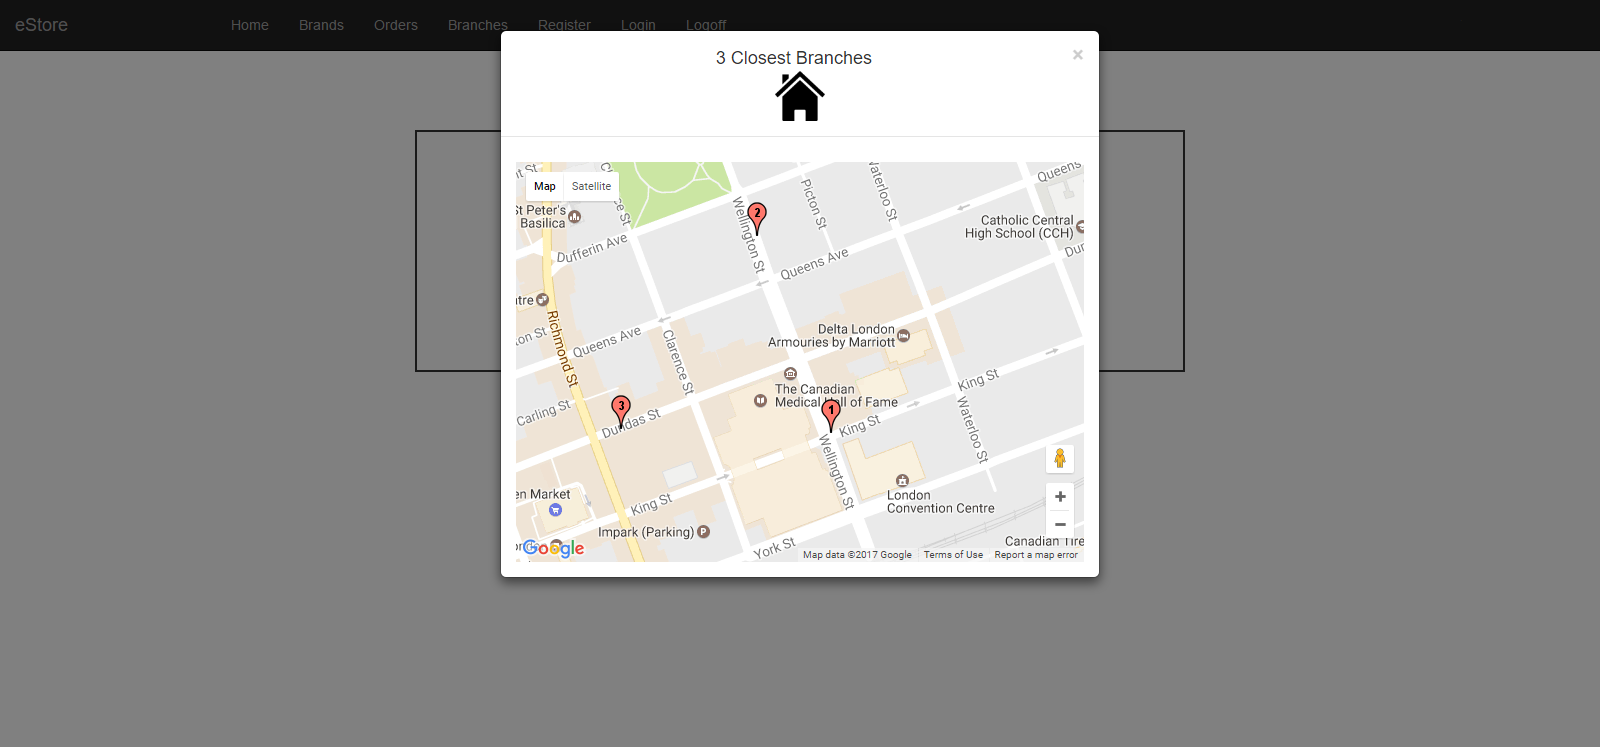 eStore
Home
Brands
Orders
Branches
Register
Login
Logoff
3 Closest Branches
×
Map
Satellite
St Peter's
Basilica
Dufferin Ave
Wellington St
Picton St
Waterloo St
Queens
Catholic Central
High School (CCH)
Queens Ave
2
Richmond St
Queens Ave
Clarence St
Delta London
Armouries by Marriott
The Canadian
Medical Hall of Fame
King St
Carling St
3
Dundas St
1
King St
Wellington St
Waterloo St
en Market
King St
London
Convention Centre
Impark (Parking)
P
York St
+
−
Canadian Tire
Google
Map data ©2017 Google
Terms of Use
Report a map error